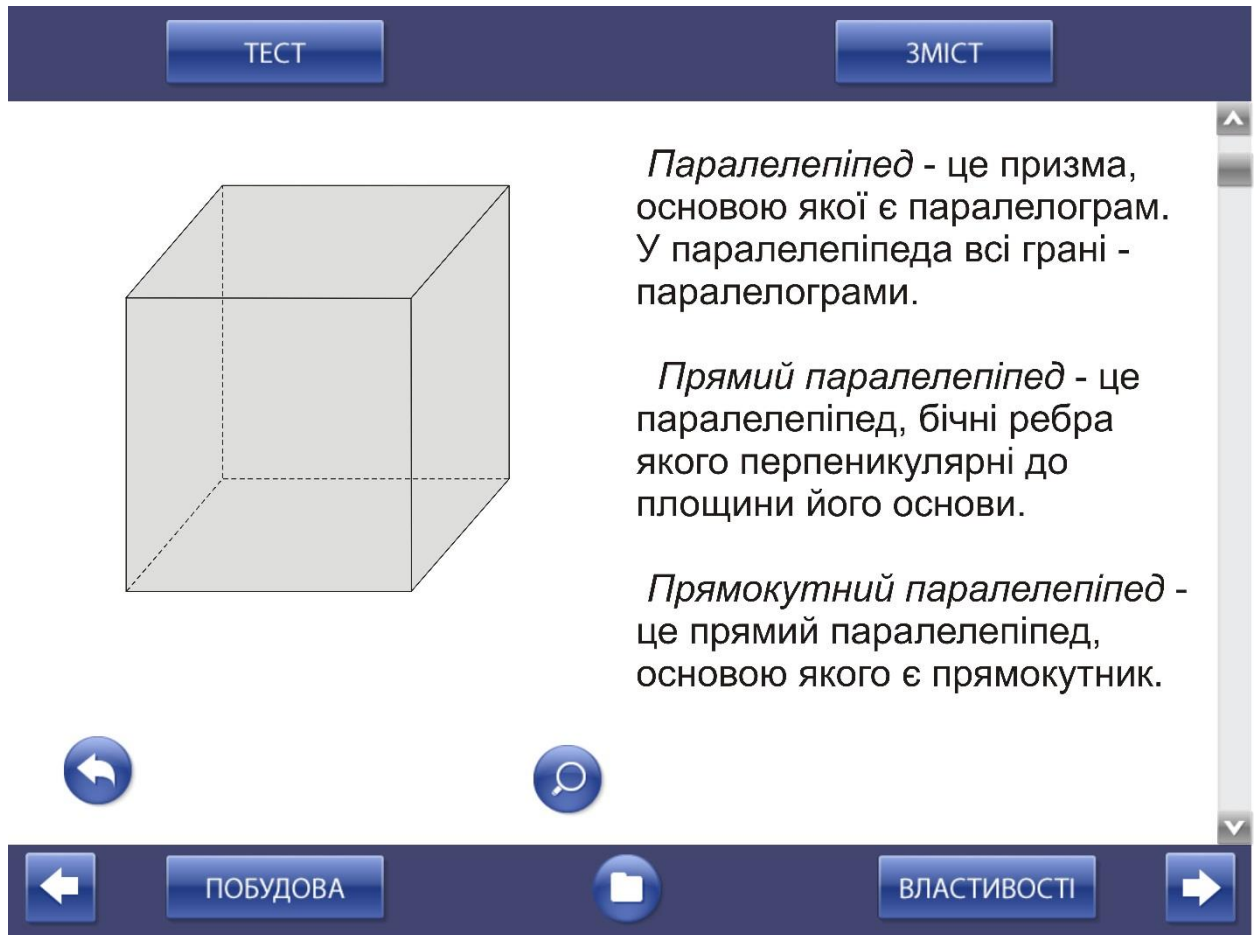 ТЕСТ
ЗМІСТ
Паралелепіпед - це призма,
основою якої є паралелограм.
У паралелепіпеда всі грані -
паралелограми.
Прямий паралелепіпед - це
паралелепіпед, бічні ребра
якого перпеникулярні до
площини його основи.
Прямокутний паралелепіпед -
це прямий паралелепіпед,
основою якого є прямокутник.
ПОБУДОВА
ВЛАСТИВОСТІ